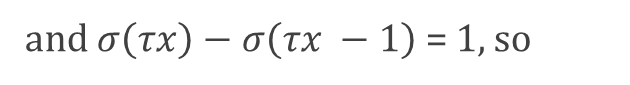 and σ(τx) − σ(τx − 1) = 1, so